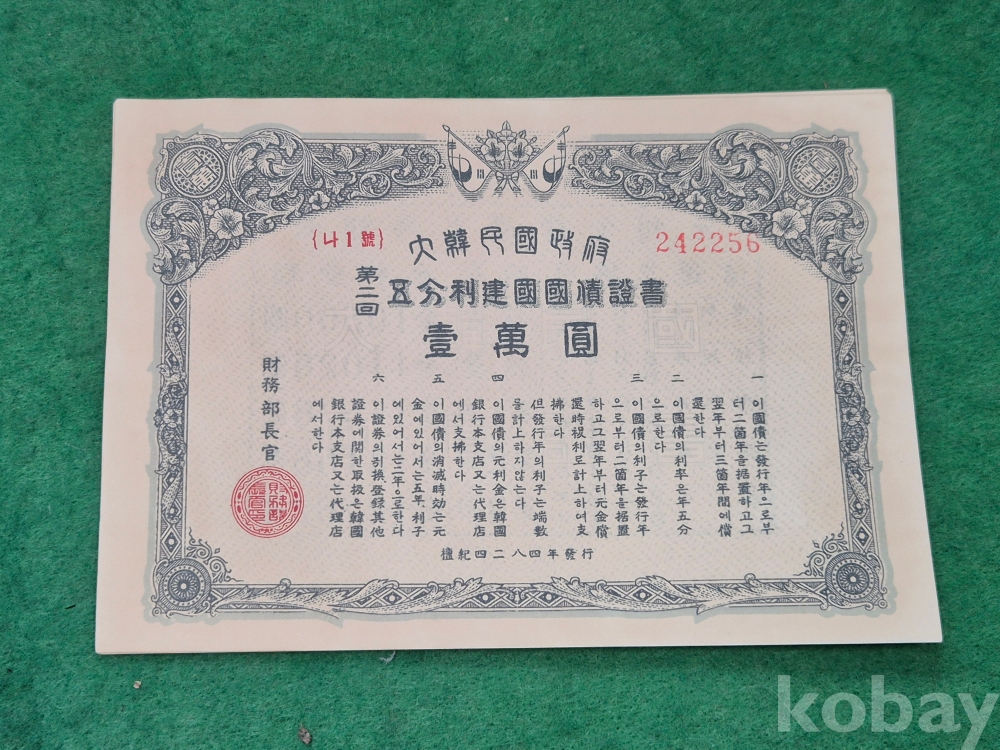 {나1號}
大韓民國政府
242256
第二回
五分利建國國債證書
壹萬圓
一 이國債는發行年으로부
터二箇年을据置하고그
翌年부터三箇年間에償
還한다
二 이國債의利率은年五分
으로한다
三 이國債의利子는發行年
으로부터二箇年을据置
하고그翌年부터元金償
還時複利로計上하여支
拂한다
但發行年의利子는端數
을計上하지않는다
四 이國債의元利金은韓國
銀行本支店又는代理店
에서支拂한다
五 이國債의消滅時効는元
金에있어서는五年、利子
에있어서는二年으로한다
六 이證券의引換登錄其他
證券에關한取扱은韓國
銀行本支店又는代理店
에서한다
財務部長官
檀紀四二八四年發行
kobay